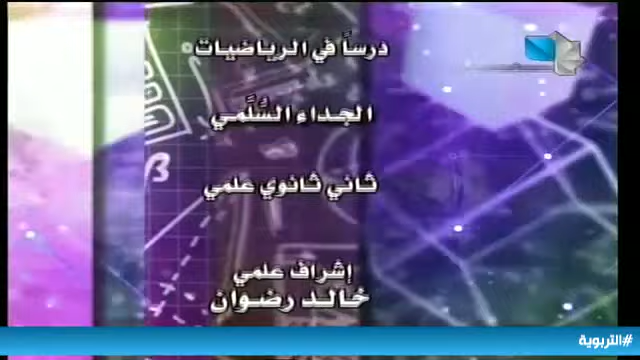 درساً في الرياضيات
الجداء السُّلَّمي
ثاني ثانوي علمي
إشراف علمي
خالد رضوان
#التربوية